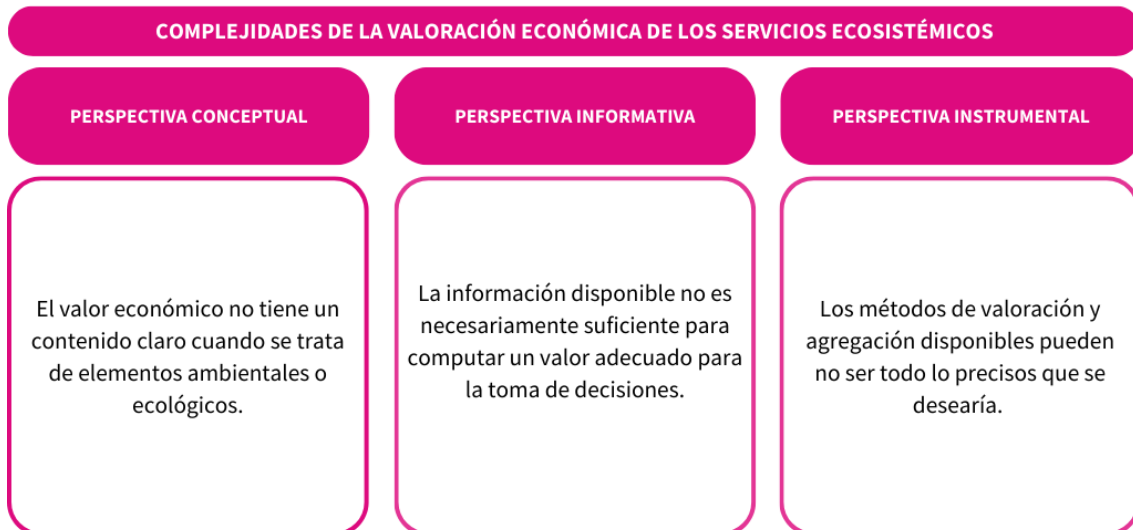 COMPLEJIDADES DE LA VALORACIÓN ECONÓMICA DE LOS SERVICIOS ECOSISTÉMICOS
PERSPECTIVA CONCEPTUAL
El valor económico no tiene un
contenido claro cuando se trata
de elementos ambientales o
ecológicos.
PERSPECTIVA INFORMATIVA
La información disponible no es
necesariamente suficiente para
computar un valor adecuado para
la toma de decisiones.
PERSPECTIVA INSTRUMENTAL
Los métodos de valoración y
agregación disponibles pueden
no ser todo lo precisos que se
desearía.